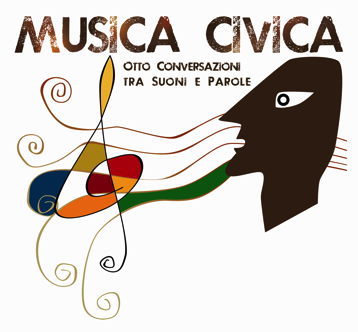 MUSICA CIVICA
OTTO CONVERSAZIONI
TRA SUONI E PAROLE